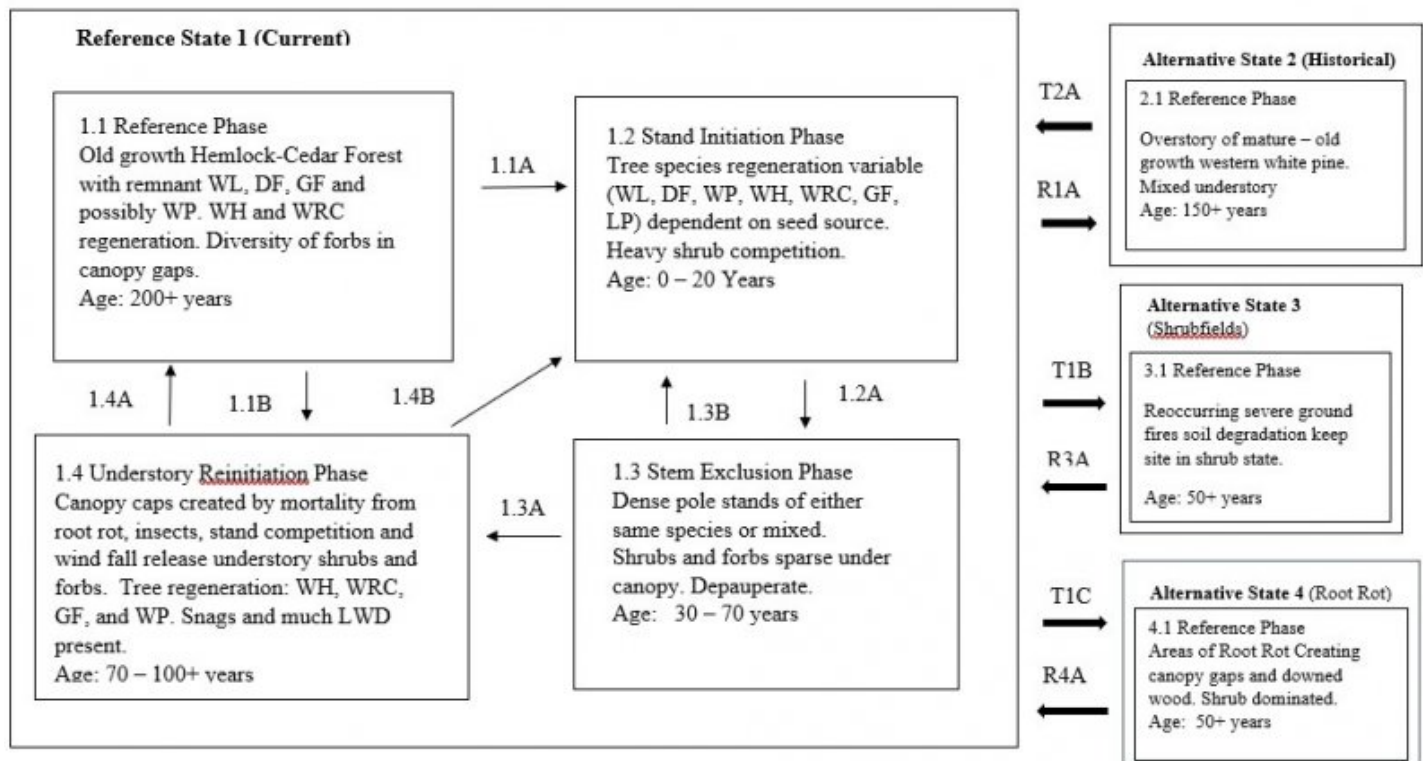 Reference State 1 (Current)
1.1 Reference Phase
Old growth Hemlock-Cedar Forest
with remnant WL, DF, GF and
possibly WP. WH and WRC
regeneration. Diversity of forbs in
canopy gaps.
Age: 200+ years
1.1A
1.2 Stand Initiation Phase
Tree species regeneration variable
(WL, DF, WP, WH, WRC, GF,
LP) dependent on seed source.
Heavy shrub competition.
Age: 0 – 20 Years
1.4A
1.1B
1.4B
1.3B
1.2A
1.4 Understory Reinitiation Phase
Canopy caps created by mortality from
root rot, insects, stand competition and
wind fall release understory shrubs and
forbs. Tree regeneration: WH, WRC,
GF, and WP. Snags and much LWD
present.
Age: 70 – 100+ years
1.3A
1.3 Stem Exclusion Phase
Dense pole stands of either
same species or mixed.
Shrubs and forbs sparse under
canopy. Depauperate.
Age: 30 – 70 years
T2A
R1A
Alternative State 2 (Historical)
2.1 Reference Phase
Overstory of mature – old
growth western white pine.
Mixed understory
Age: 150+ years
T1B
R3A
Alternative State 3
(Shrubfields)
3.1 Reference Phase
Reoccurring severe ground
fires soil degradation keep
site in shrub state.
Age: 50+ years
T1C
R4A
Alternative State 4 (Root Rot)
4.1 Reference Phase
Areas of Root Rot Creating
canopy gaps and downed
wood. Shrub dominated.
Age: 50+ years